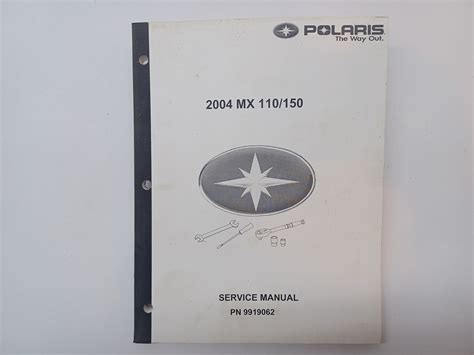 POLARIS
The Way Out.
2004 MX 110/150
SERVICE MANUAL
PN 9919062